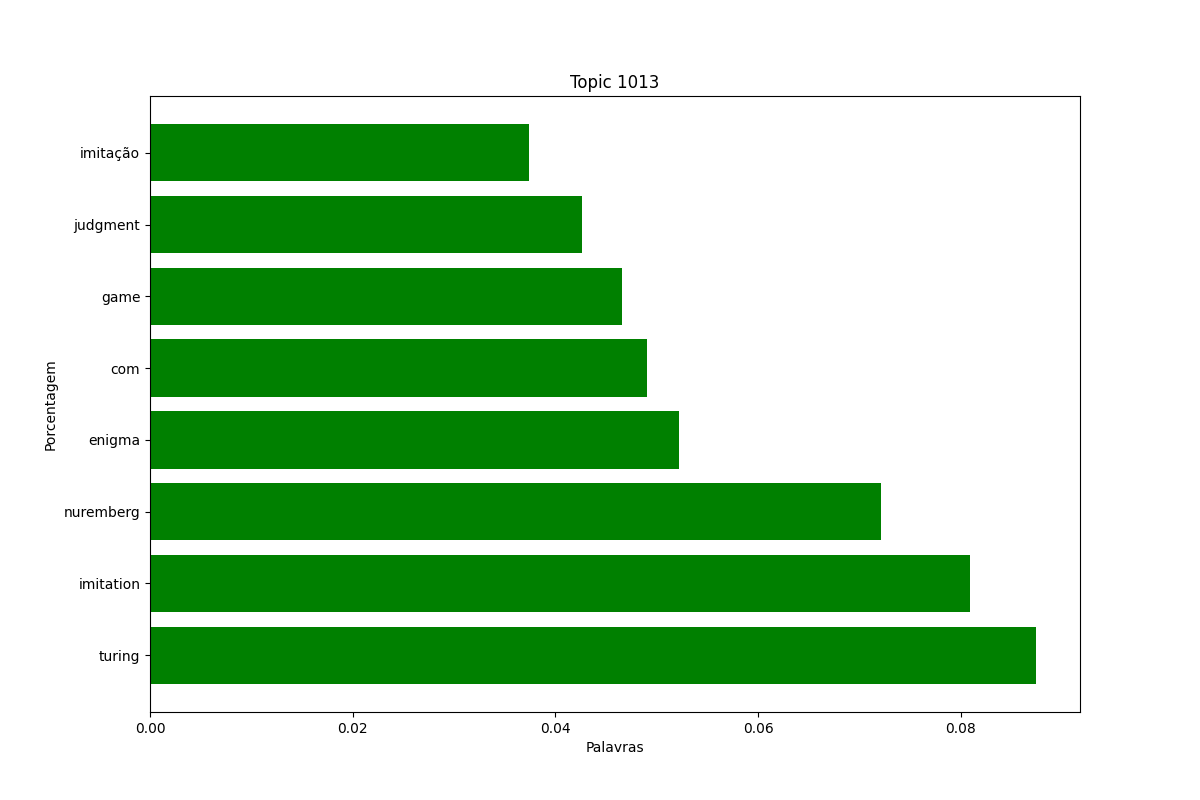 Topic 1013
imitação
judgment
game
com
enigma
nuremberg
imitation
turing
Porcentagem
0.00 0.02 0.04 0.06 0.08
Palavras